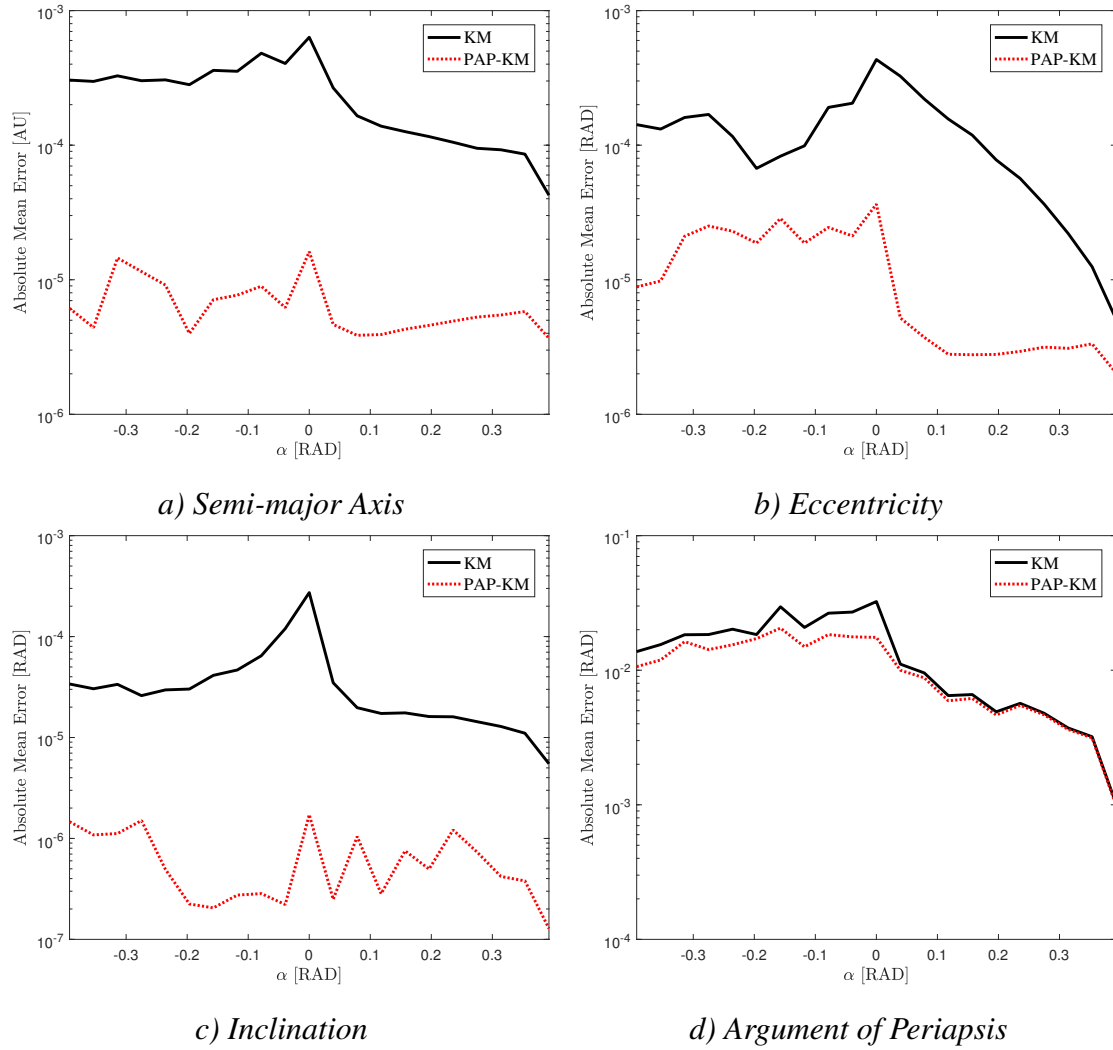 10^-3
KM
PAP-KM
10^-4
10^-5
10^-6
Absolute Mean Error [AU]
-0.3 -0.2 -0.1 0 0.1 0.2 0.3
α [RAD]
a) Semi-major Axis
10^-3
KM
PAP-KM
10^-4
10^-5
10^-6
Absolute Mean Error [RAD]
-0.3 -0.2 -0.1 0 0.1 0.2 0.3
α [RAD]
b) Eccentricity
10^-3
KM
PAP-KM
10^-4
10^-5
10^-6
10^-7
Absolute Mean Error [RAD]
-0.3 -0.2 -0.1 0 0.1 0.2 0.3
α [RAD]
c) Inclination
10^-1
KM
PAP-KM
10^-2
10^-3
10^-4
Absolute Mean Error [RAD]
-0.3 -0.2 -0.1 0 0.1 0.2 0.3
α [RAD]
d) Argument of Periapsis